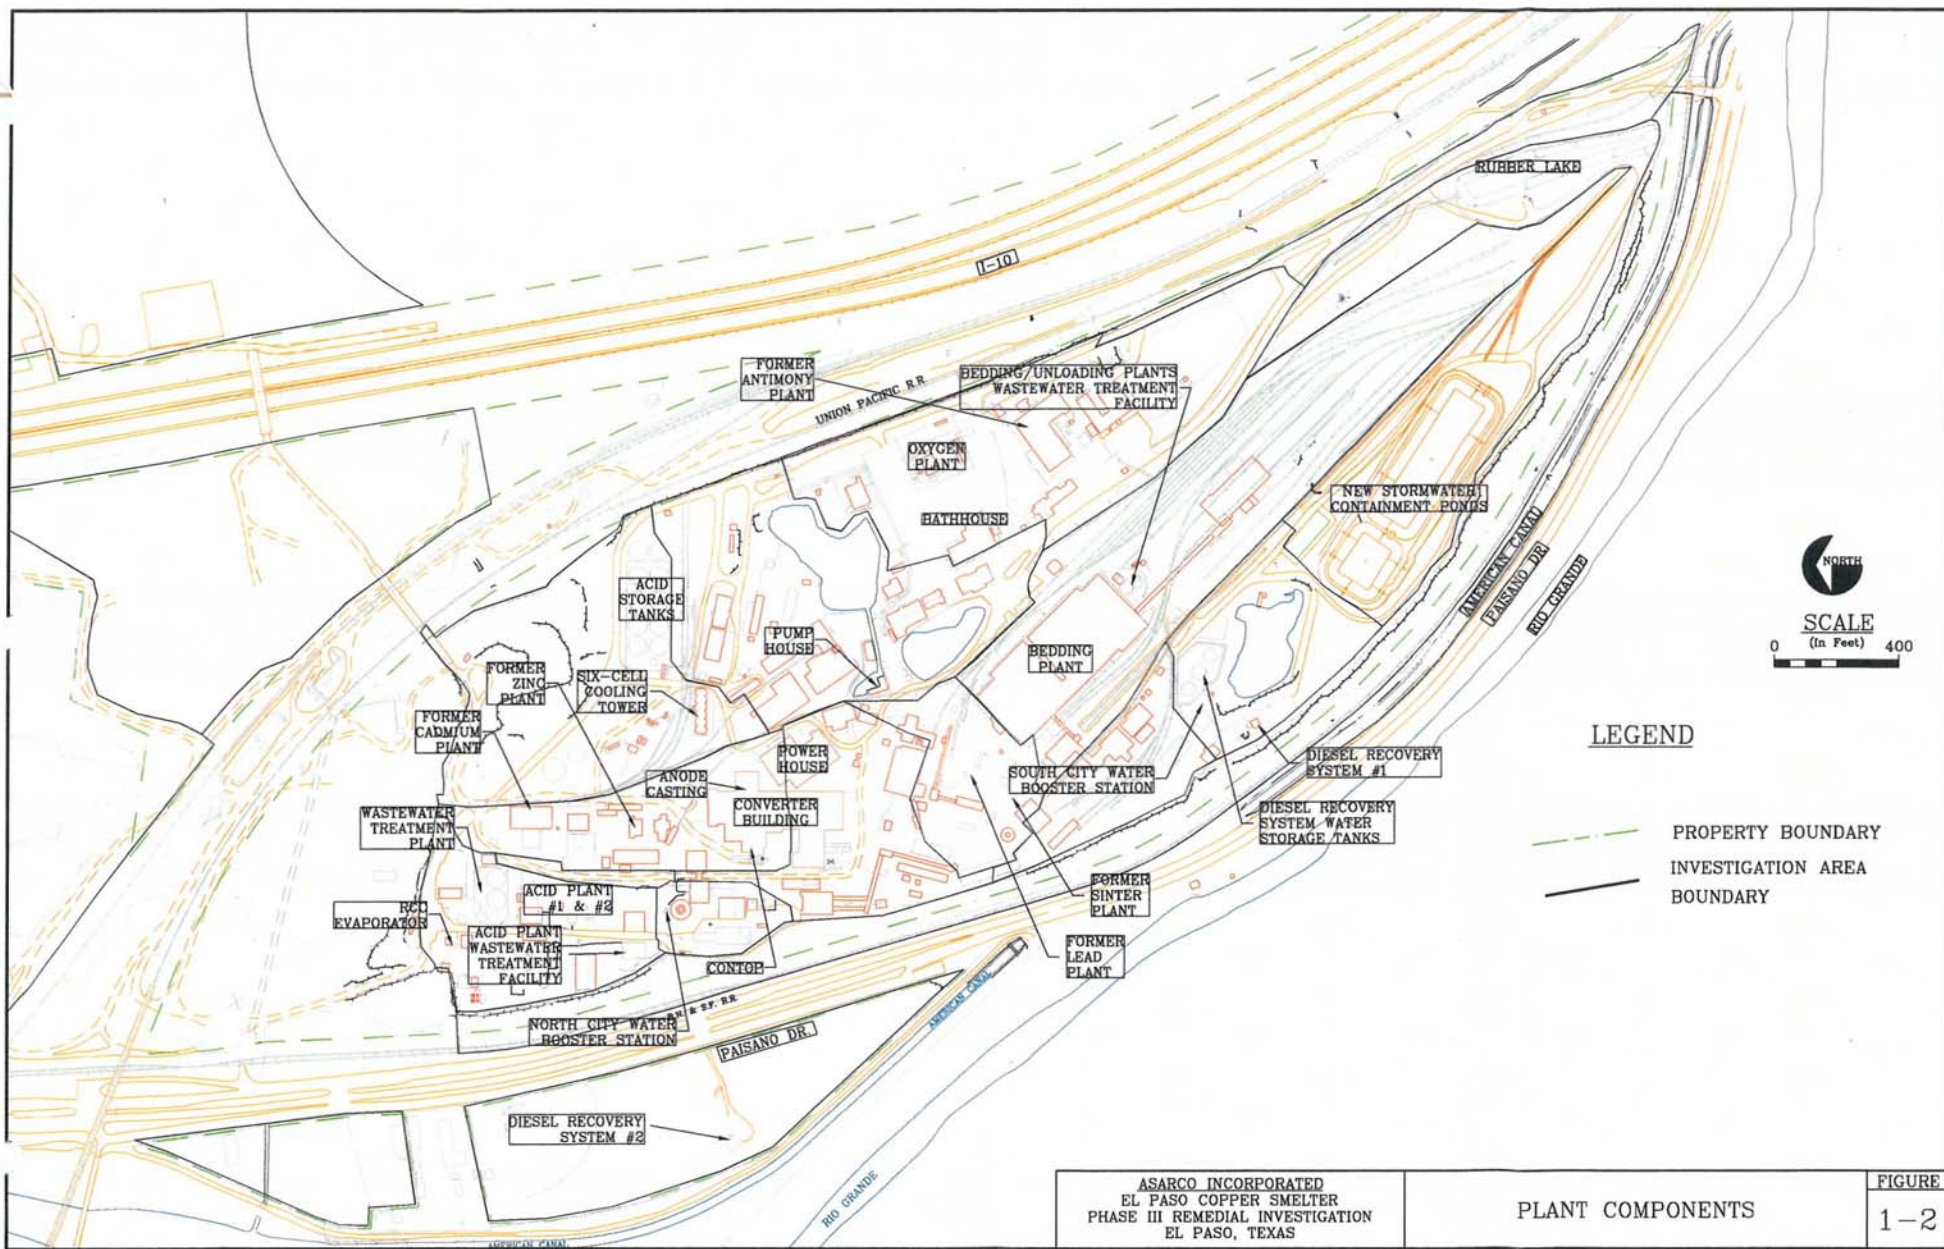 RUBBER LAKE
I-10
FORMER
ANTIMONY
PLANT
UNION PACIFIC R.R.
BEDDING/UNLOADING PLANTS
WASTEWATER TREATMENT
FACILITY
OXYGEN
PLANT
BATHHOUSE
NEW STORMWATER
CONTAINMENT PONDS
AMERICAN CANAL
PAISANO DR.
RIO GRANDE
NORTH
SCALE
(In Feet)
0 400
ACID
STORAGE
TANKS
PUMP
HOUSE
BEDDING
PLANT
FORMER
ZINC
PLANT
SIX-CELL
COOLING
TOWER
FORMER
CADMIUM
PLANT
POWER
HOUSE
ANODE
CASTING
CONVERTER
BUILDING
SOUTH CITY WATER
BOOSTER STATION
DIESEL RECOVERY
SYSTEM #1
DIESEL RECOVERY
SYSTEM WATER
STORAGE TANKS
LEGEND
PROPERTY BOUNDARY
INVESTIGATION AREA
BOUNDARY
WASTEWATER
TREATMENT
PLANT
RCC
EVAPORATOR
ACID PLANT
#1 & #2
ACID PLANT
WASTEWATER
TREATMENT
FACILITY
CONTOP
FORMER
SINTER
PLANT
FORMER
LEAD
PLANT
NORTH CITY WATER
BOOSTER STATION
B.N. & S.F. R.R.
PAISANO DR.
AMERICAN CANAL
DIESEL RECOVERY
SYSTEM #2
RIO GRANDE
AMERICAN CANAL
ASARCO INCORPORATED
EL PASO COPPER SMELTER
PHASE III REMEDIAL INVESTIGATION
EL PASO, TEXAS
PLANT COMPONENTS
FIGURE
1-2